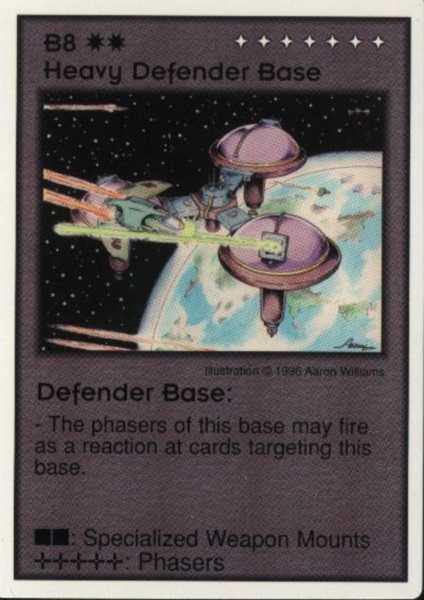 B8 ✷✷ ✦✦✦✦✦✦✦
Heavy Defender Base
Illustration © 1996 Aaron Williams
Defender Base:
- The phasers of this base may fire
as a reaction at cards targeting this
base.
■■: Specialized Weapon Mounts
✛✛✛✛✛: Phasers